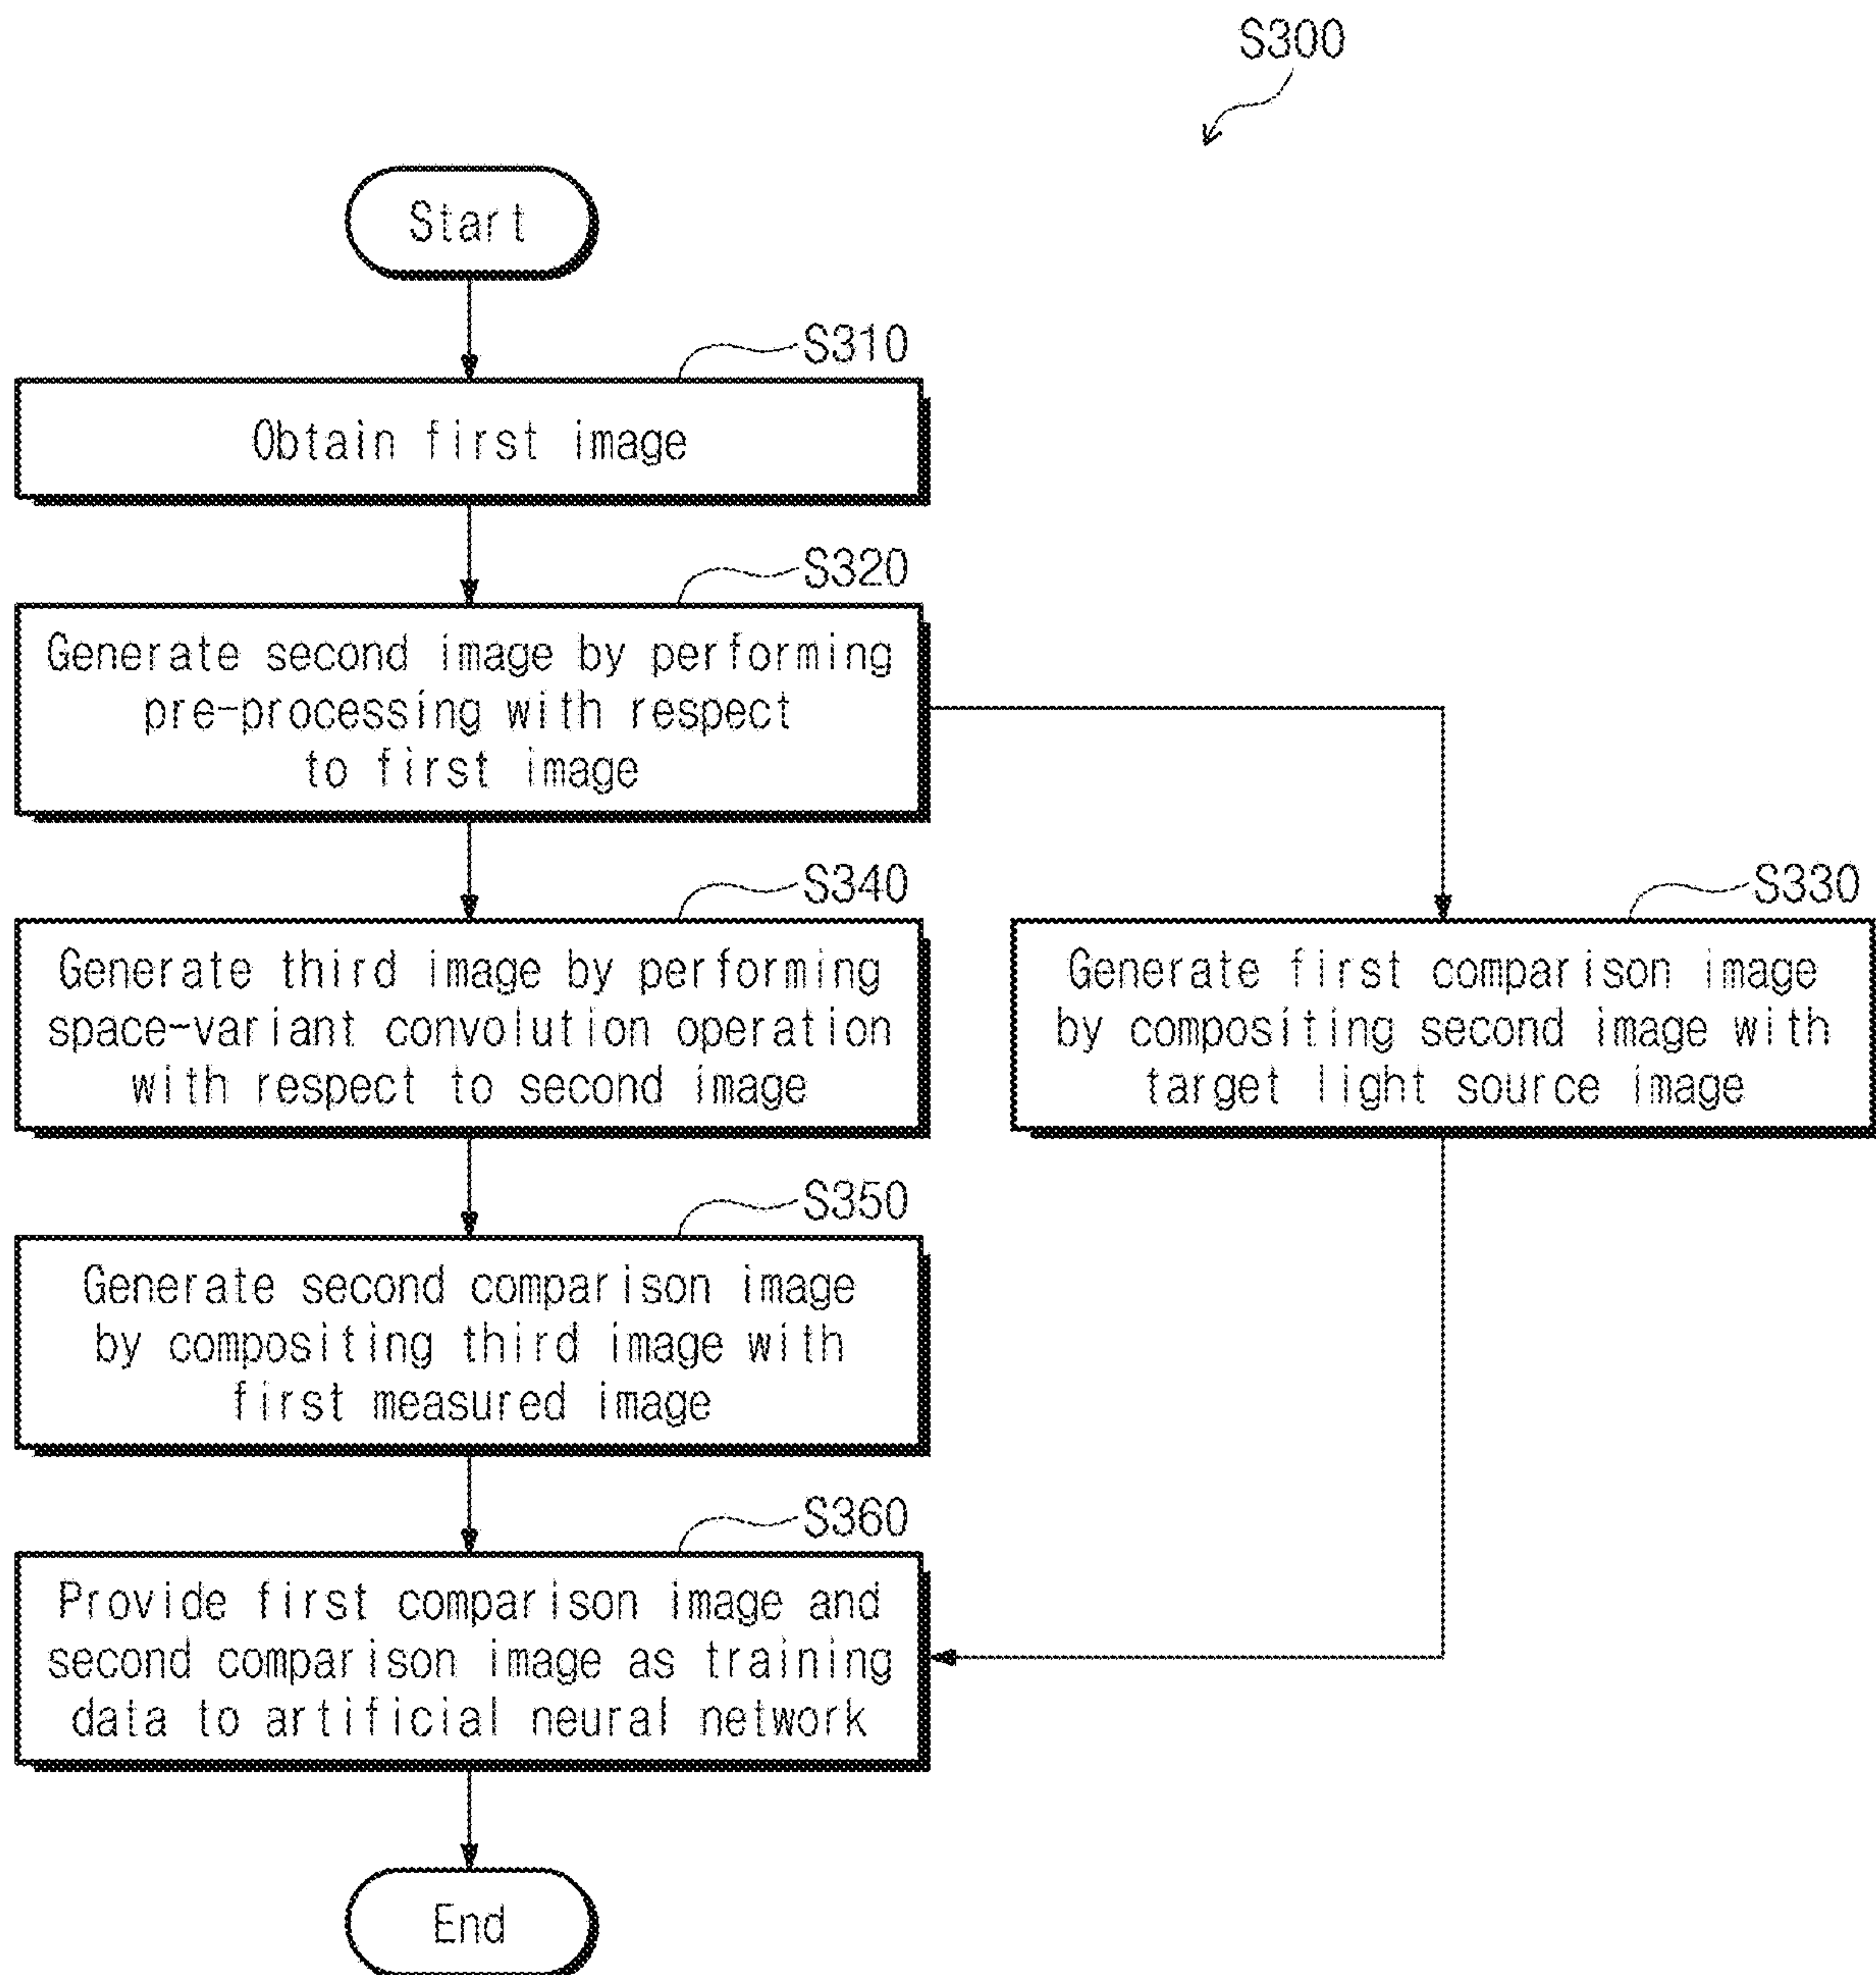 S300
Start
S310
Obtain first image
S320
Generate second image by performing
pre-processing with respect
to first image
S340
Generate third image by performing
space-variant convolution operation
with respect to second image
S330
Generate first comparison image
by compositing second image with
target light source image
S350
Generate second comparison image
by compositing third image with
first measured image
S360
Provide first comparison image and
second comparison image as training
data to artificial neural network
End